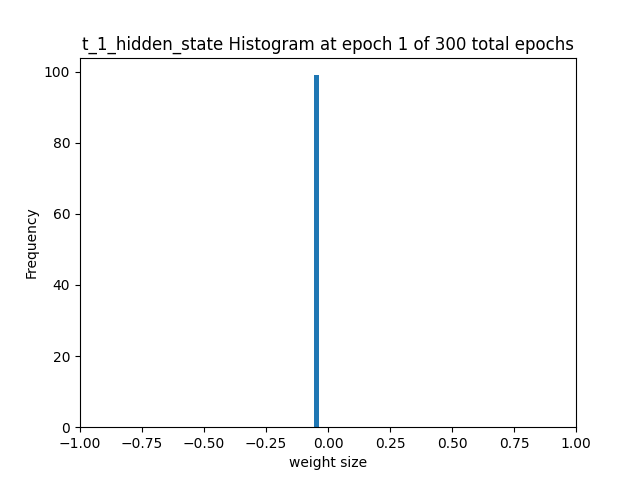 t_1_hidden_state Histogram at epoch 1 of 300 total epochs
100
80
60
40
20
0
Frequency
−1.00 −0.75 −0.50 −0.25 0.00 0.25 0.50 0.75 1.00
weight size